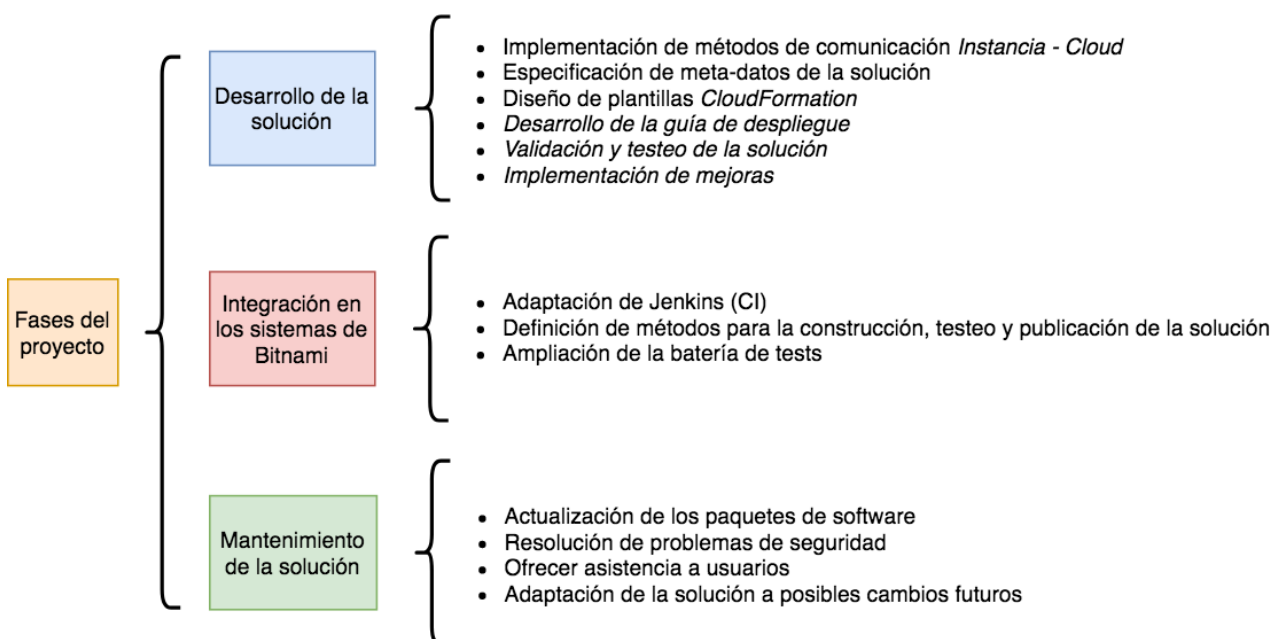 Fases del
proyecto
Desarrollo de la
solución
• Implementación de métodos de comunicación Instancia - Cloud
• Especificación de meta-datos de la solución
• Diseño de plantillas CloudFormation
• Desarrollo de la guía de despliegue
• Validación y testeo de la solución
• Implementación de mejoras
Integración en
los sistemas de
Bitnami
• Adaptación de Jenkins (CI)
• Definición de métodos para la construcción, testeo y publicación de la solución
• Ampliación de la batería de tests
Mantenimiento
de la solución
• Actualización de los paquetes de software
• Resolución de problemas de seguridad
• Ofrecer asistencia a usuarios
• Adaptación de la solución a posibles cambios futuros